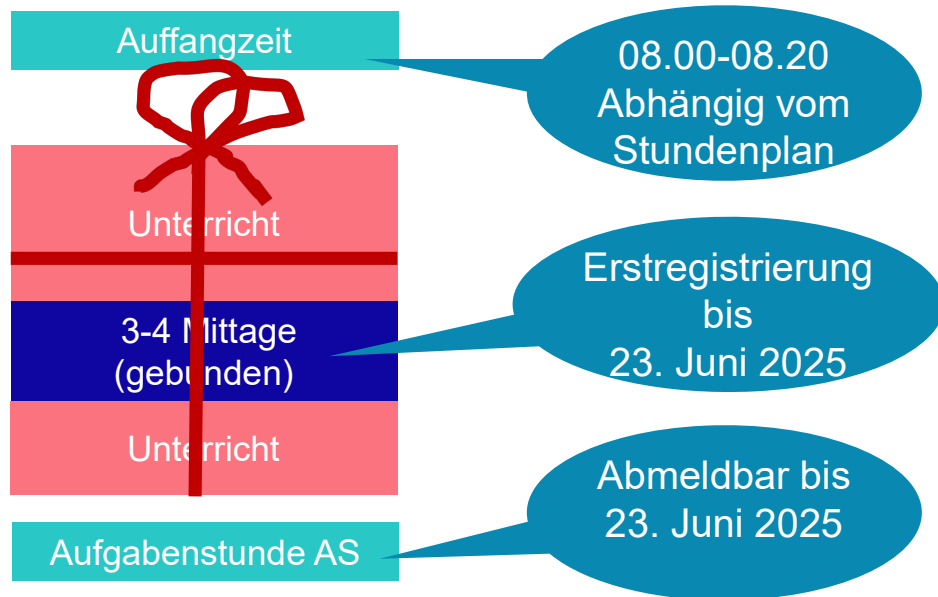 Auffangzeit
08.00-08.20
Abhängig vom
Stundenplan
Unterricht
Erstregistrierung
bis
23. Juni 2025
3-4 Mittage
(gebunden)
Unterricht
Abmeldbar bis
23. Juni 2025
Aufgabenstunde AS